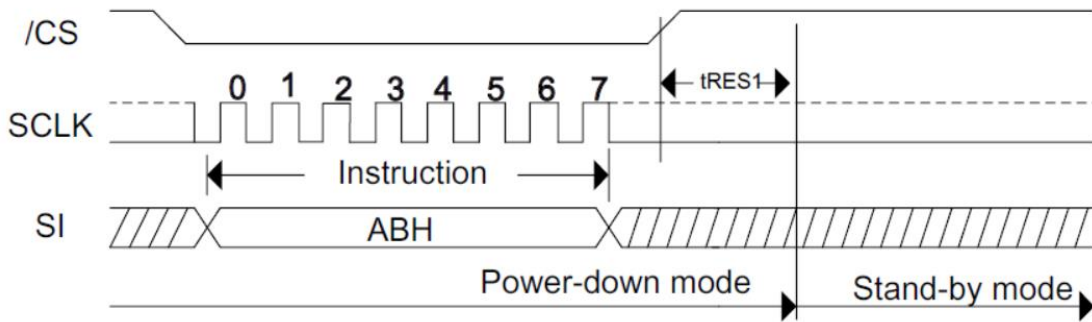 /CS
tRES1
0 1 2 3 4 5 6 7
SCLK
Instruction
SI
ABH
Power-down mode
Stand-by mode